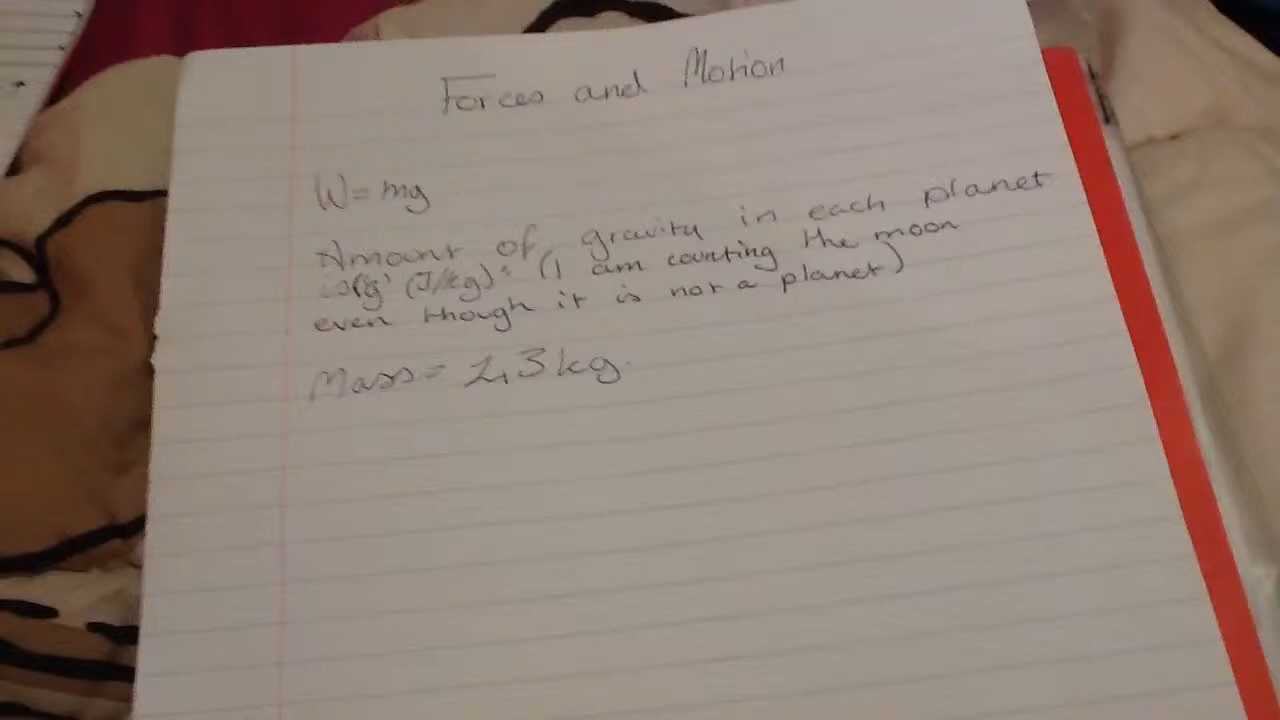 Forces and Motion
W=mg
Amount of gravity in each planet
'g' (J/kg): (I am counting the moon
even though it is not a planet)
Mass= 2,3kg.